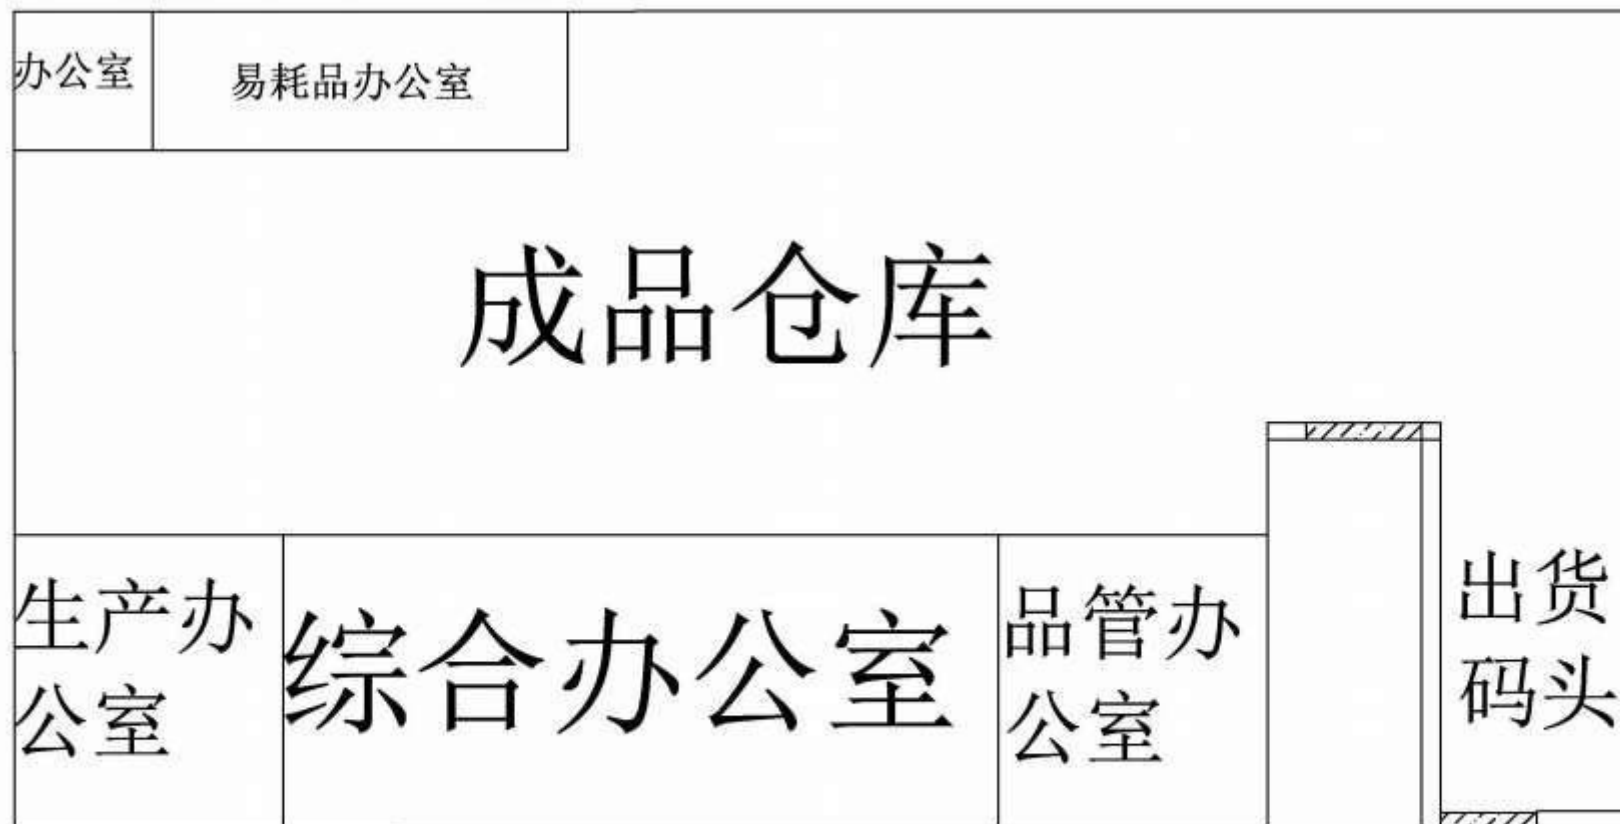 办公室
易耗品办公室
成品仓库
生产办
公室
综合办公室
品管办
公室
出货
码头